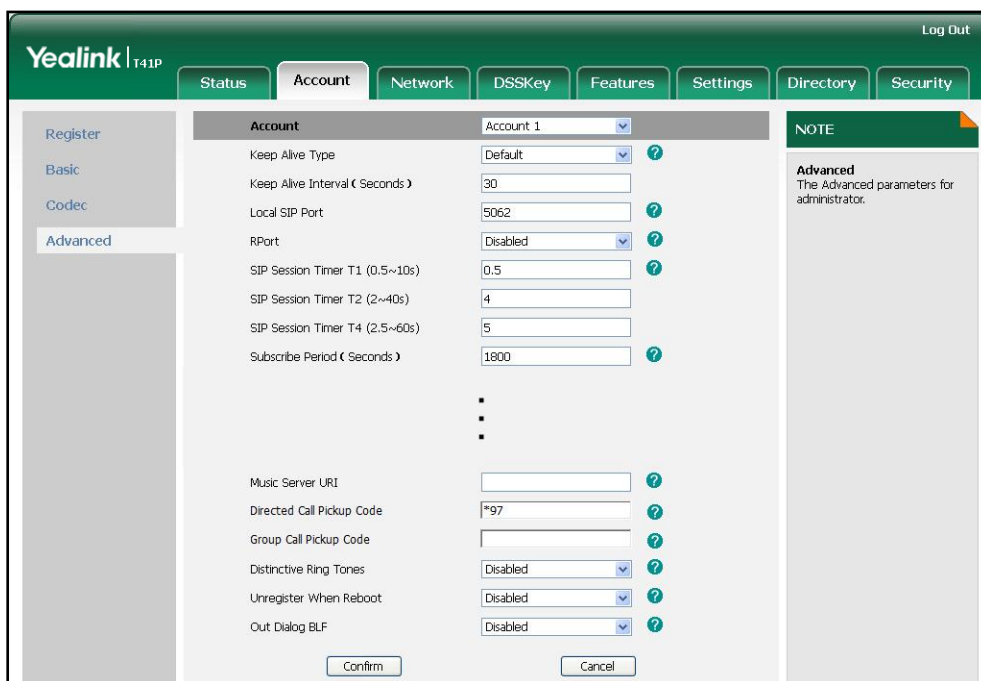 Log Out
Yealink T41P
Status Account Network DSSKey Features Settings Directory Security
Register
Basic
Codec
Advanced
Account Account 1
Keep Alive Type Default ?
Keep Alive Interval (Seconds) 30
Local SIP Port 5062 ?
RPort Disabled ?
SIP Session Timer T1 (0.5~10s) 0.5 ?
SIP Session Timer T2 (2~40s) 4
SIP Session Timer T4 (2.5~60s) 5
Subscribe Period (Seconds) 1800 ?
Music Server URI ?
Directed Call Pickup Code *97 ?
Group Call Pickup Code ?
Distinctive Ring Tones Disabled ?
Unregister When Reboot Disabled ?
Out Dialog BLF Disabled ?
Confirm Cancel
NOTE
Advanced
The Advanced parameters for
administrator.